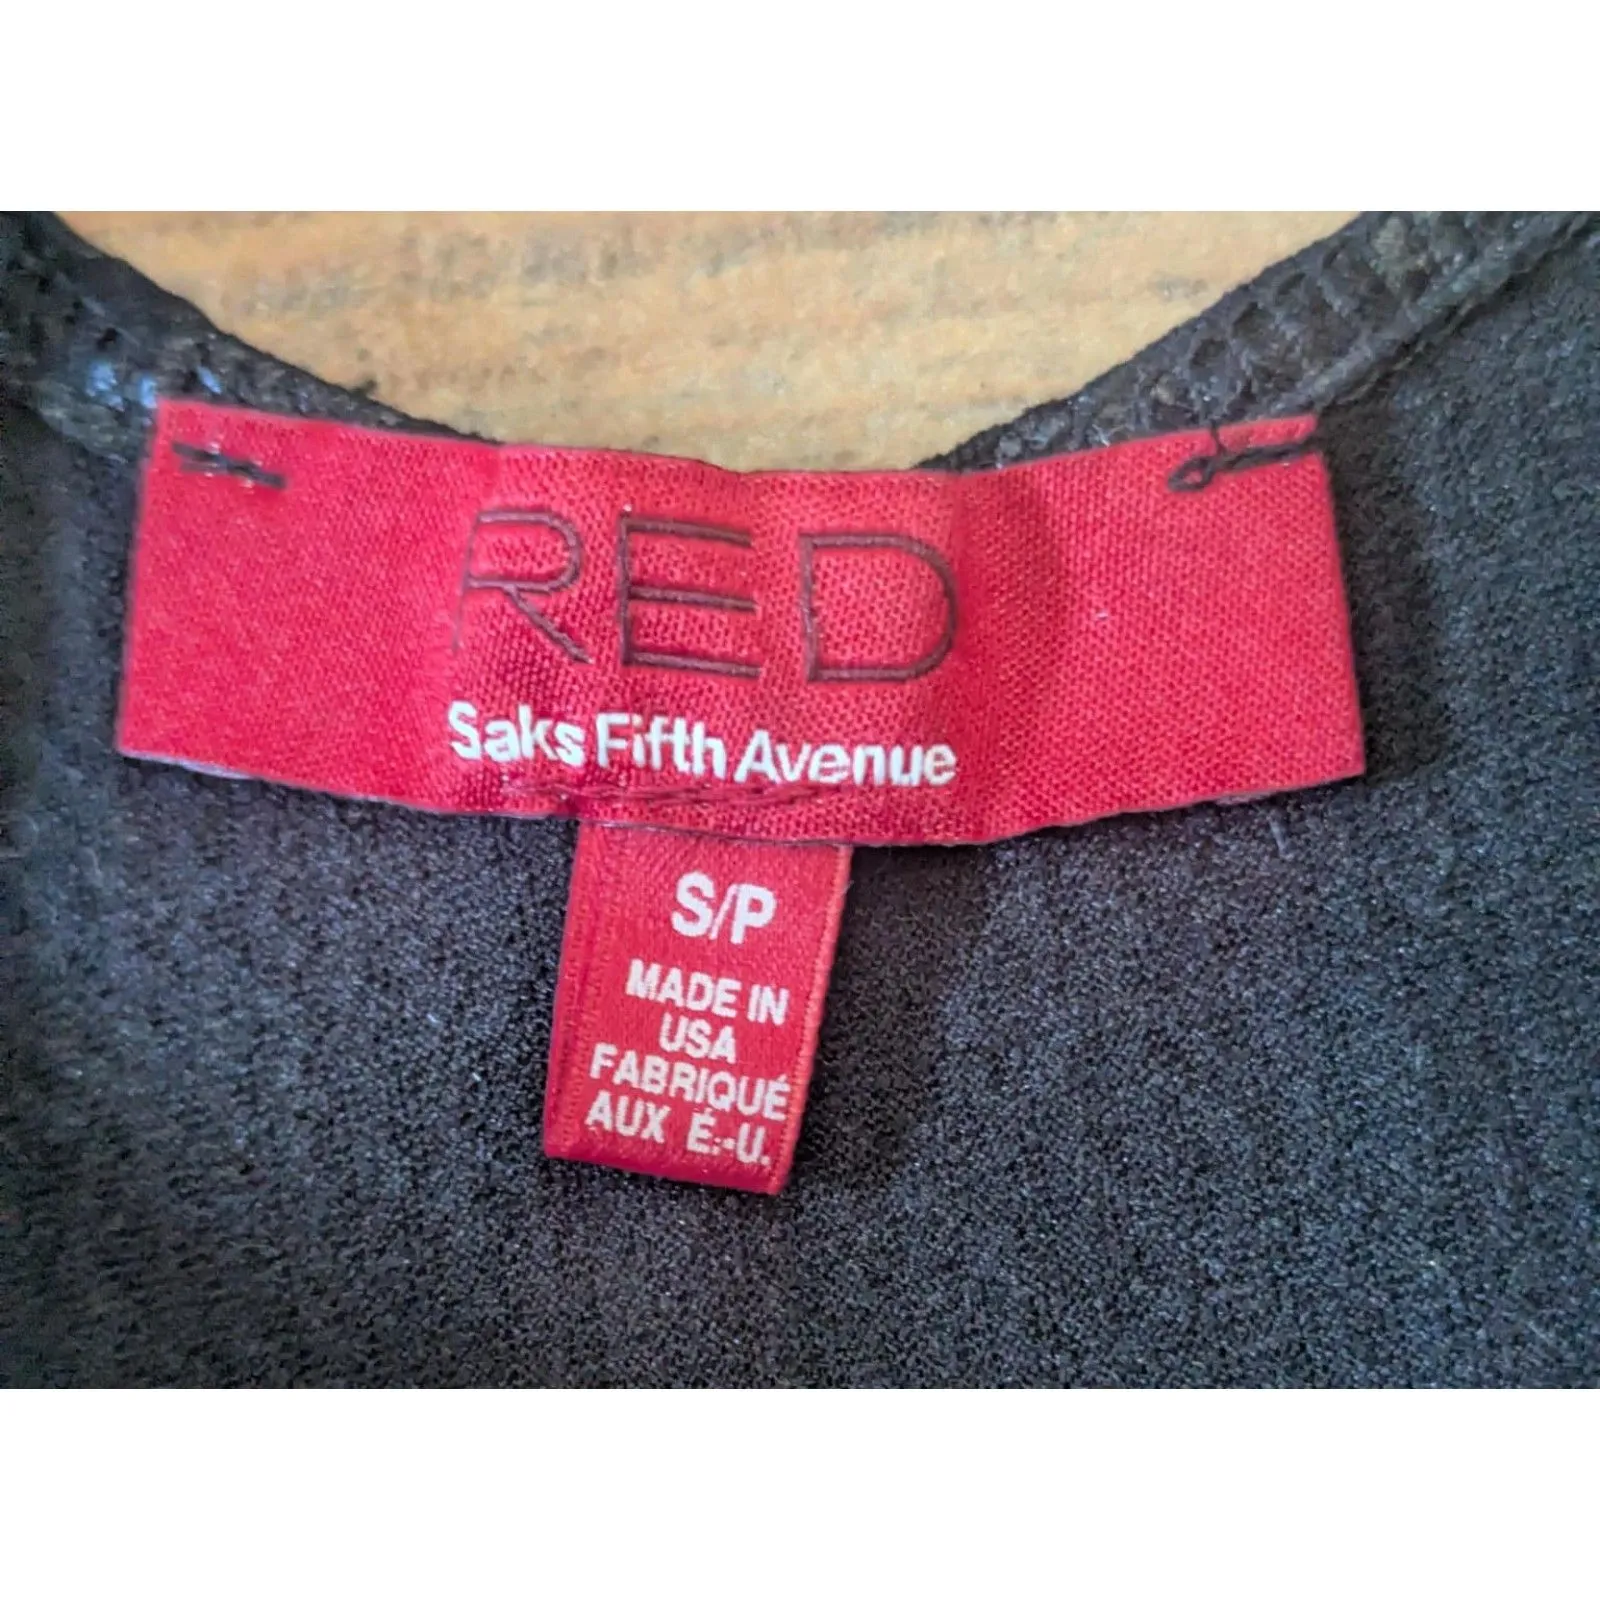 RED
Saks Fifth Avenue
S/P
MADE IN
USA
FABRIQUÉ
AUX É.-U.